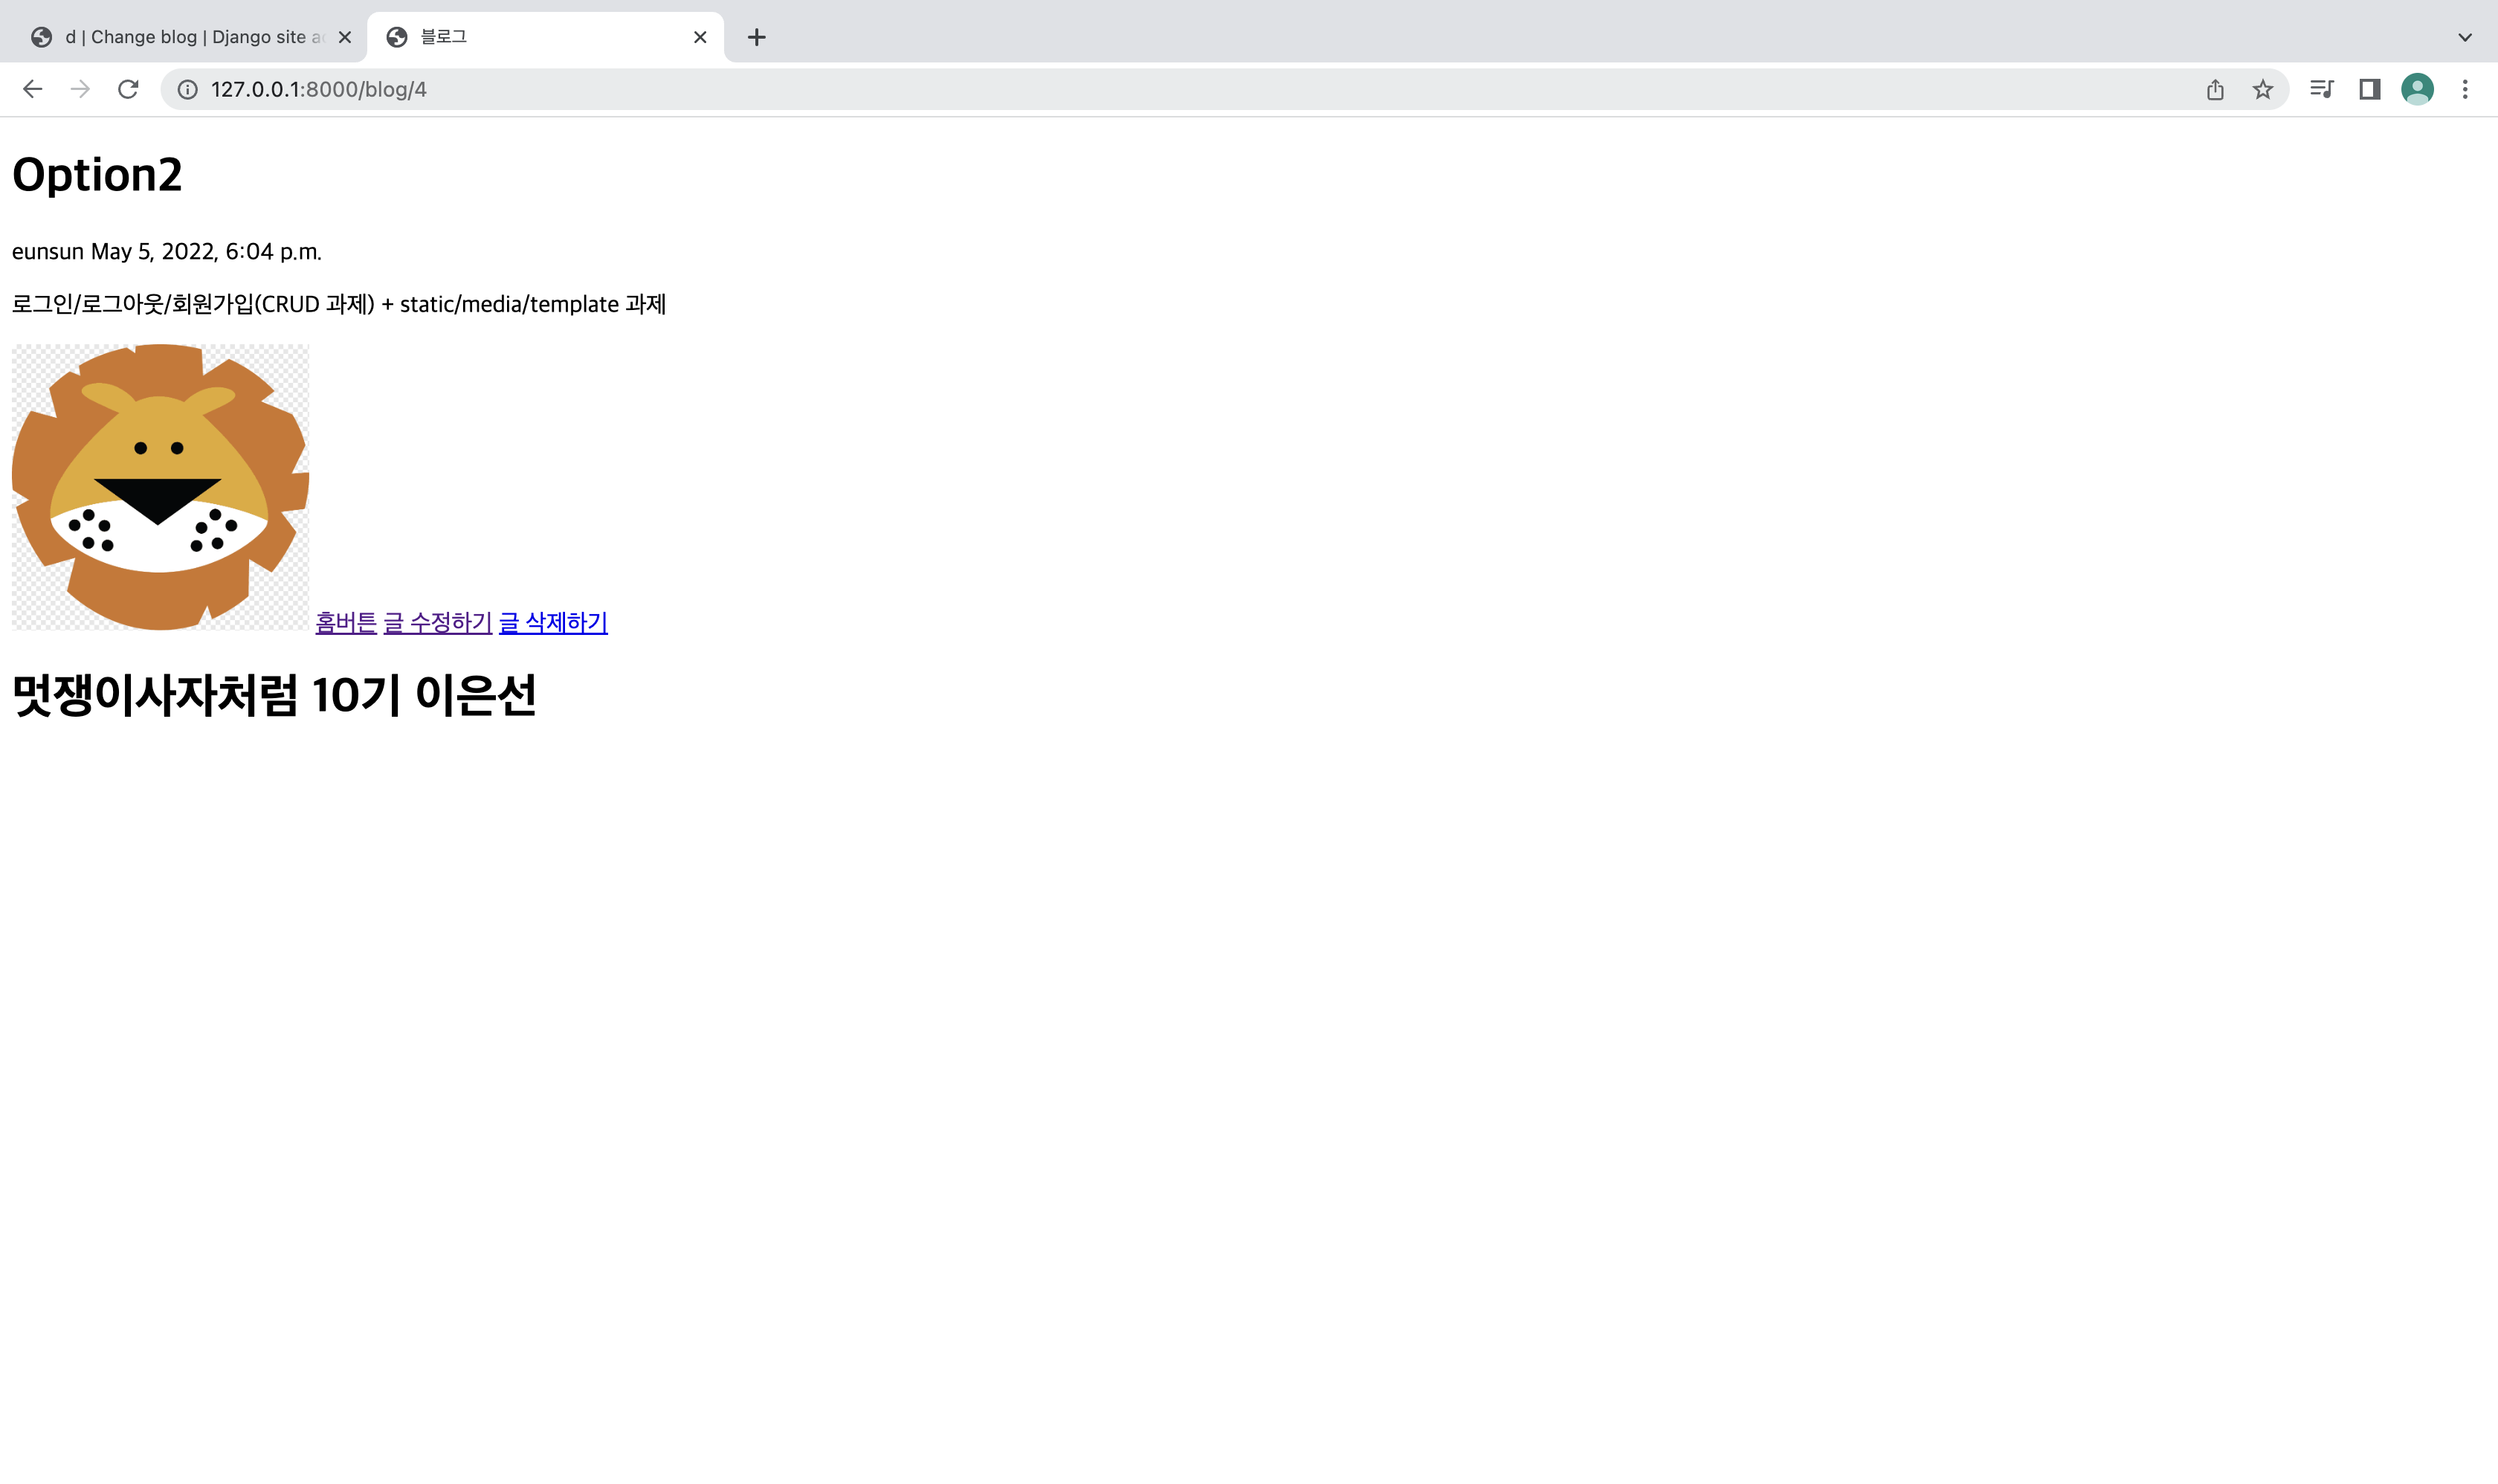 d | Change blog | Django site a
블로그
127.0.0.1:8000/blog/4
Option2
eunsun May 5, 2022, 6:04 p.m.
로그인/로그아웃/회원가입(CRUD 과제) + static/media/template 과제
홈버튼 글 수정하기 글 삭제하기
멋쟁이사자처럼 10기 이은선